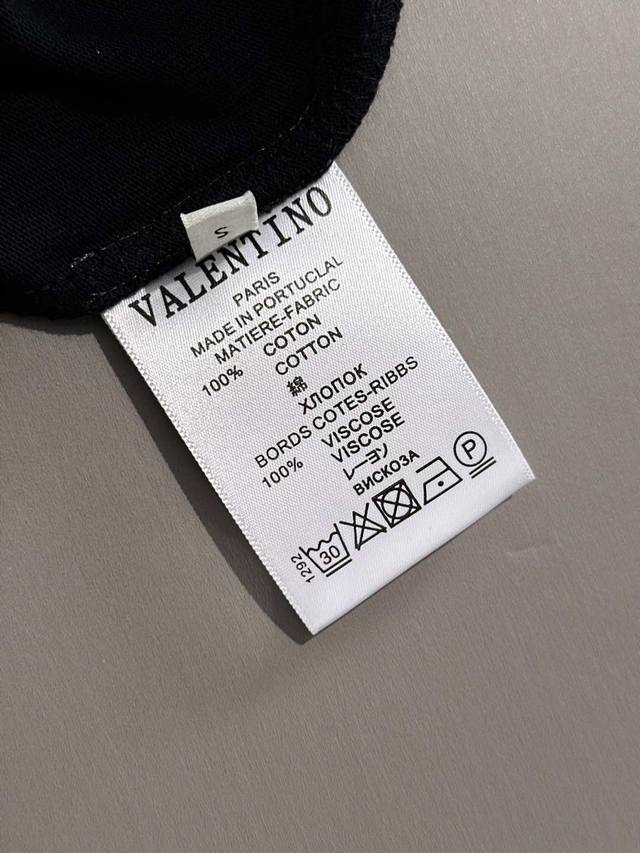 S
VALENTINO
PARIS
MADE IN PORTUCLAL
MATIERE-FABRIC
100% COTON
COTTON
綿
ХЛОПОК
BORDS COTES-RIBBS
100% VISCOSE
VISCOSE
レーヨン
ВИСКОЗА
1292 30 P